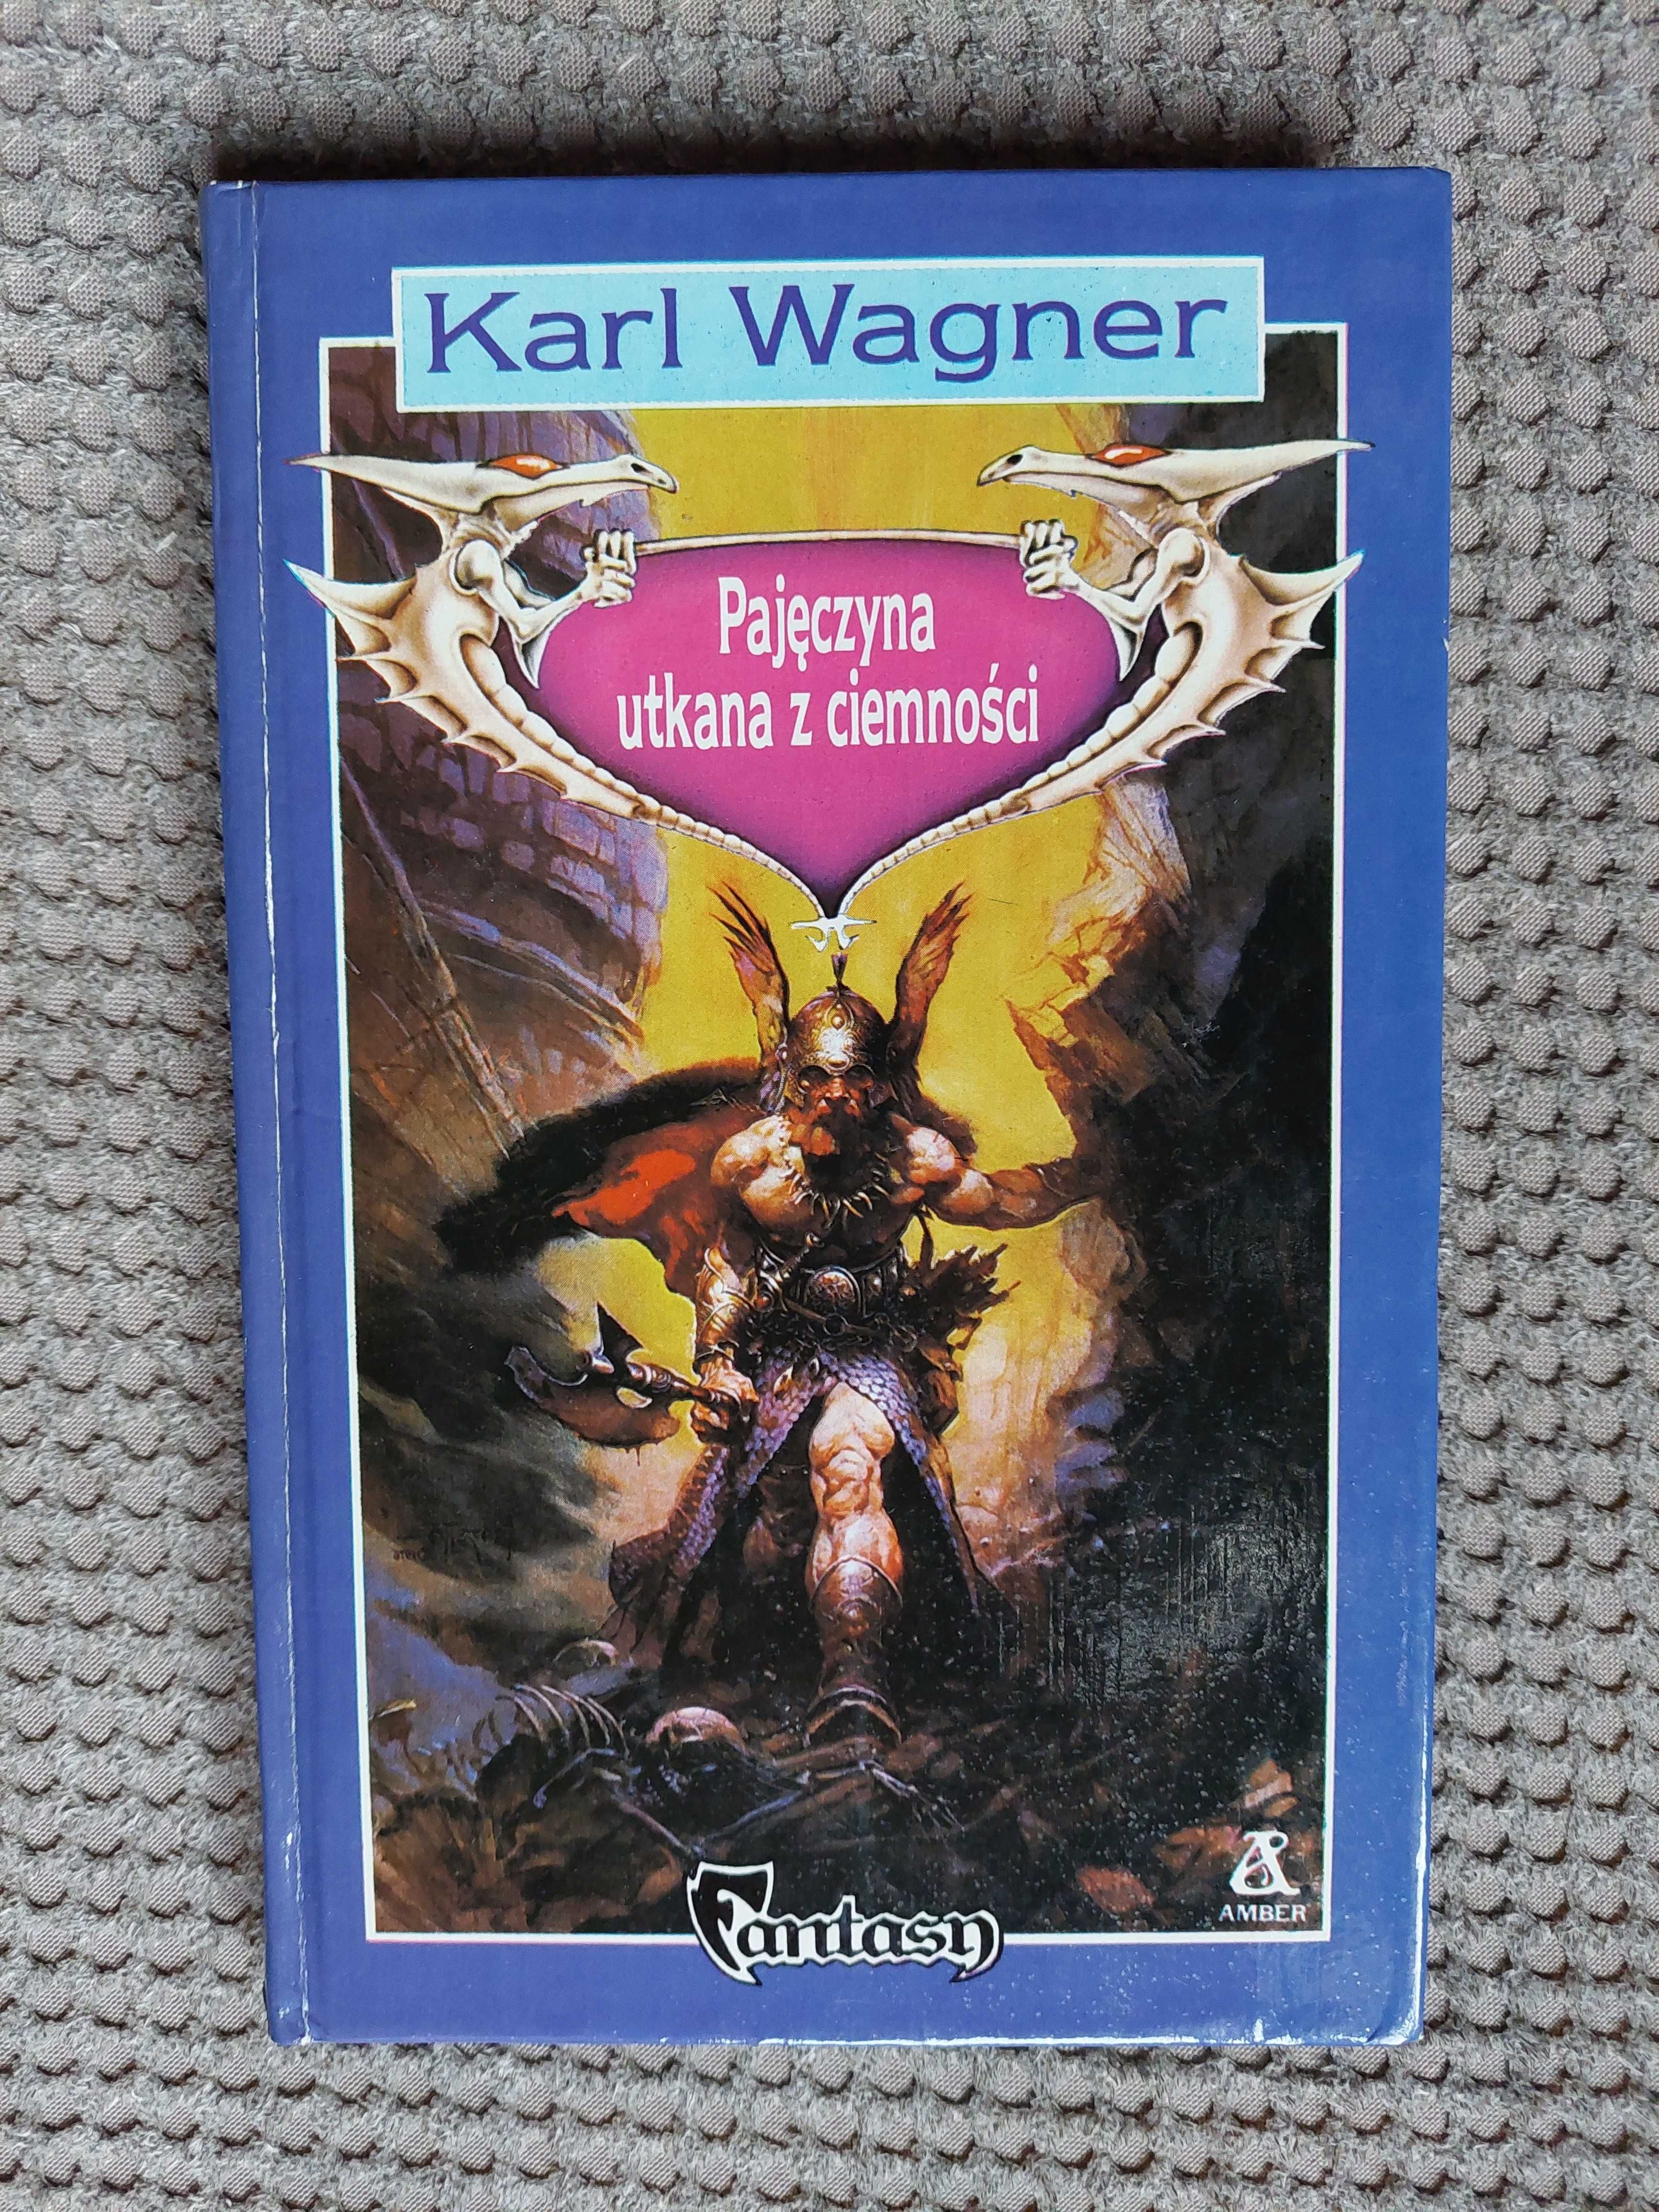 Karl Wagner
Pajęczyna
utkana z ciemności
Fantasy
AMBER